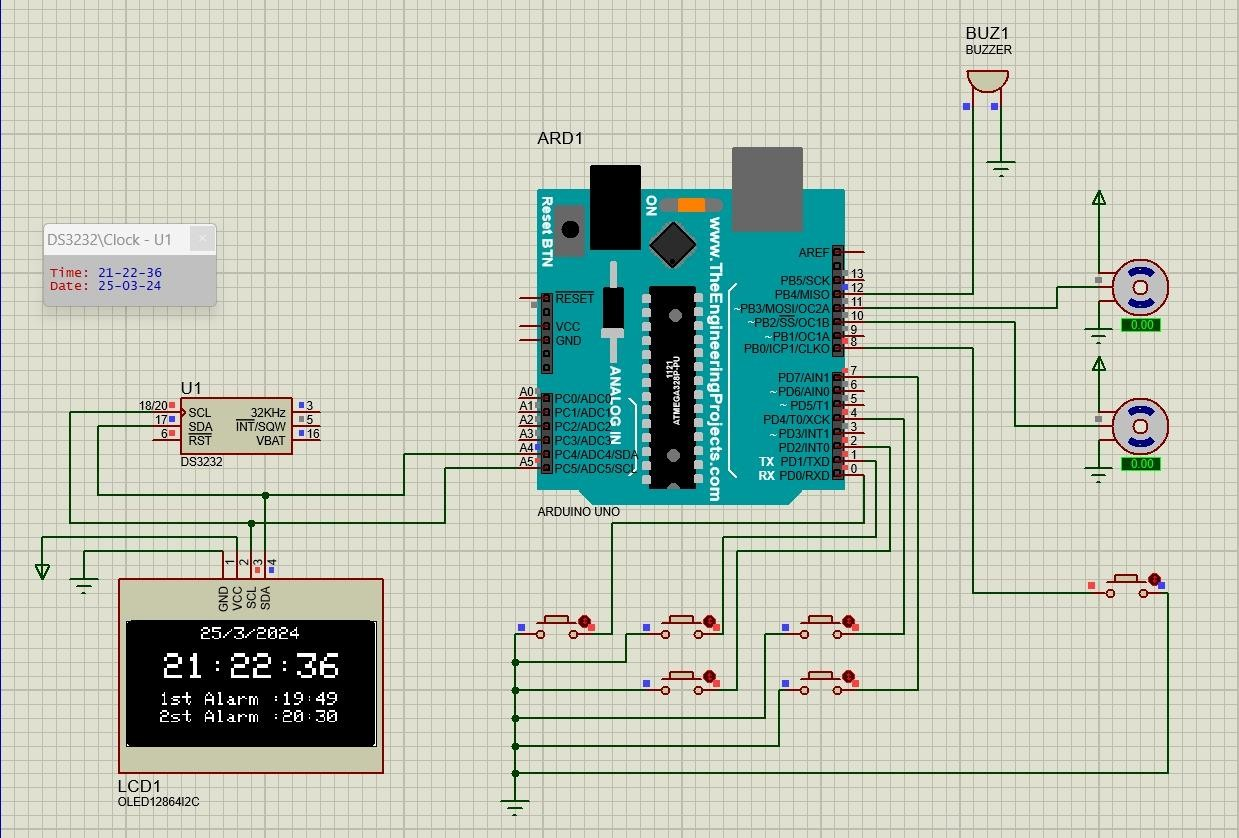 BUZ1
BUZZER
ARD1
DS3232\Clock - U1
Time: 21-22-36
Date: 25-03-24
Reset BTN
ON
www.TheEngineeringProjects.com
ANALOG IN
ATMEGA328P-PU
1121
RESET
VCC
GND
A0 PC0/ADC0
A1 PC1/ADC1
A2 PC2/ADC2
A3 PC3/ADC3
A4 PC4/ADC4/SDA
A5 PC5/ADC5/SCL
AREF
PB5/SCK 13
PB4/MISO 12
~PB3/MOSI/OC2A 11
~PB2/SS/OC1B 10
~PB1/OC1A 9
PB0/ICP1/CLKO 8
PD7/AIN1 7
~PD6/AIN0 6
~PD5/T1 5
PD4/T0/XCK 4
~PD3/INT1 3
PD2/INT0 2
TX PD1/TXD 1
RX PD0/RXD 0
ARDUINO UNO
0.00
0.00
U1
18/20 SCL 32KHz 3
17 SDA INT/SQW 5
6 RST VBAT 16
DS3232
1 2 3 4
GND VCC SCL SDA
25/3/2024
21:22:36
1st Alarm :19:49
2st Alarm :20:30
LCD1
OLED12864I2C